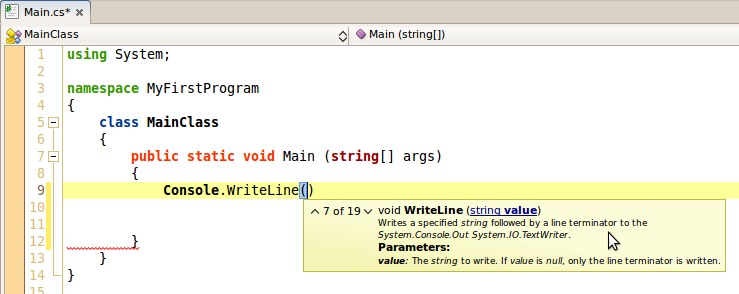 Main.cs*
MainClass Main (string[])
1 using System;
2
3 namespace MyFirstProgram
4 {
5 class MainClass
6 {
7 public static void Main (string[] args)
8 {
9 Console.WriteLine()
10 7 of 19 void WriteLine (string value)
Writes a specified string followed by a line terminator to the
11 System.Console.Out System.IO.TextWriter.
12 } Parameters:
13 } value: The string to write. If value is null, only the line terminator is written.
14 }
15